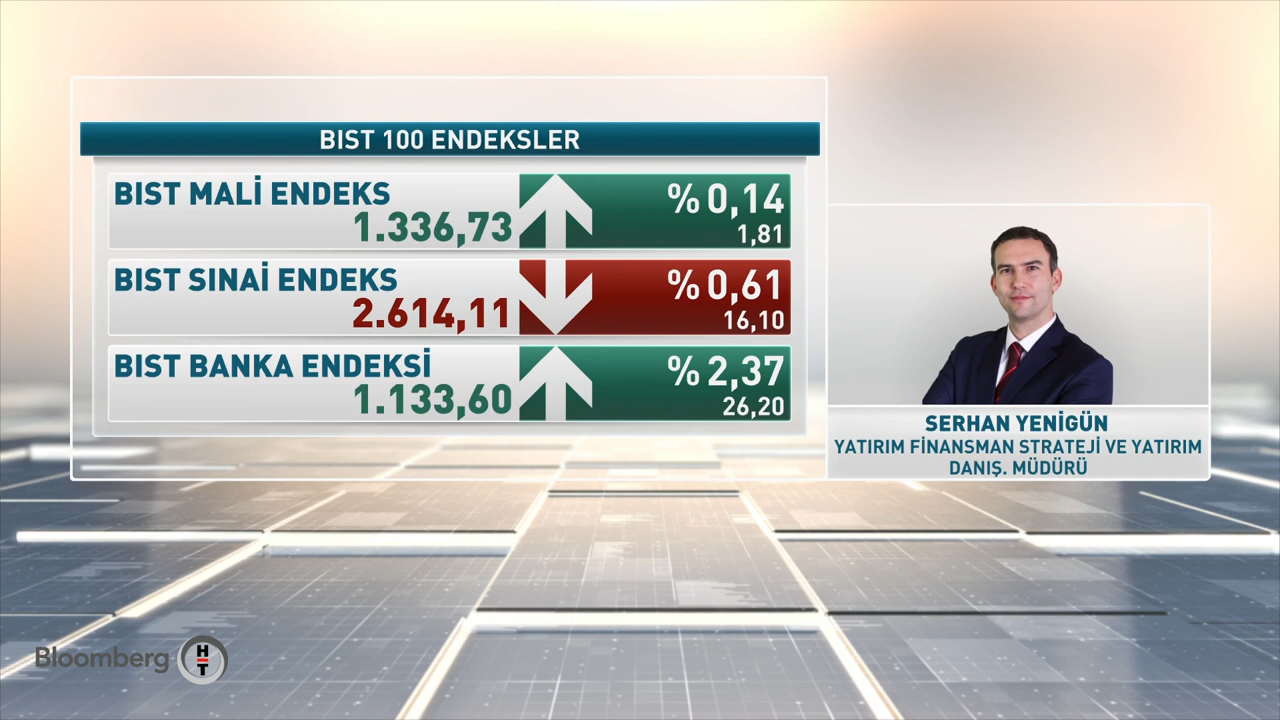 BIST 100 ENDEKSLER
BIST MALİ ENDEKS
1.336,73
% 0,14
1,81
BIST SINAİ ENDEKS
2.614,11
% 0,61
16,10
BIST BANKA ENDEKSİ
1.133,60
% 2,37
26,20
SERHAN YENİGÜN
YATIRIM FİNANSMAN STRATEJİ VE YATIRIM
DANIŞ. MÜDÜRÜ
Bloomberg HT